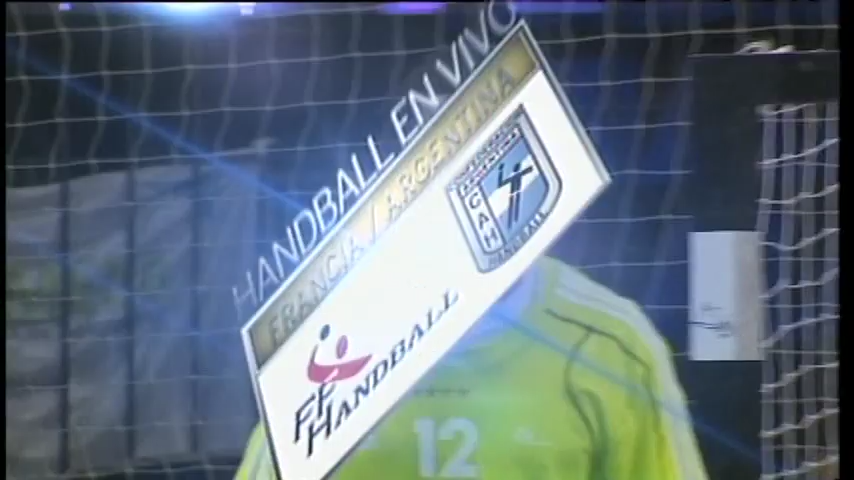 HANDBALL EN VIVO
FRANCIA / ARGENTINA
CAH
HANDBALL
FF HANDBALL
12